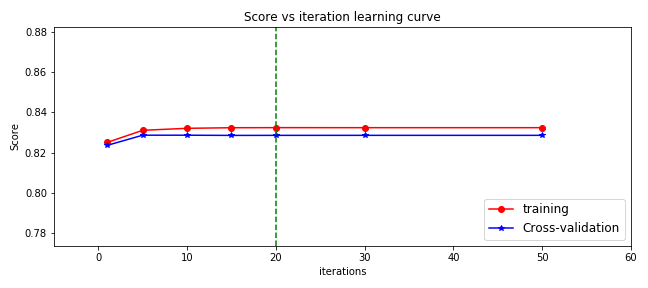 Score vs iteration learning curve
0.88
0.86
0.84
0.82
0.80
0.78
Score
0 10 20 30 40 50 60
iterations
training
Cross-validation